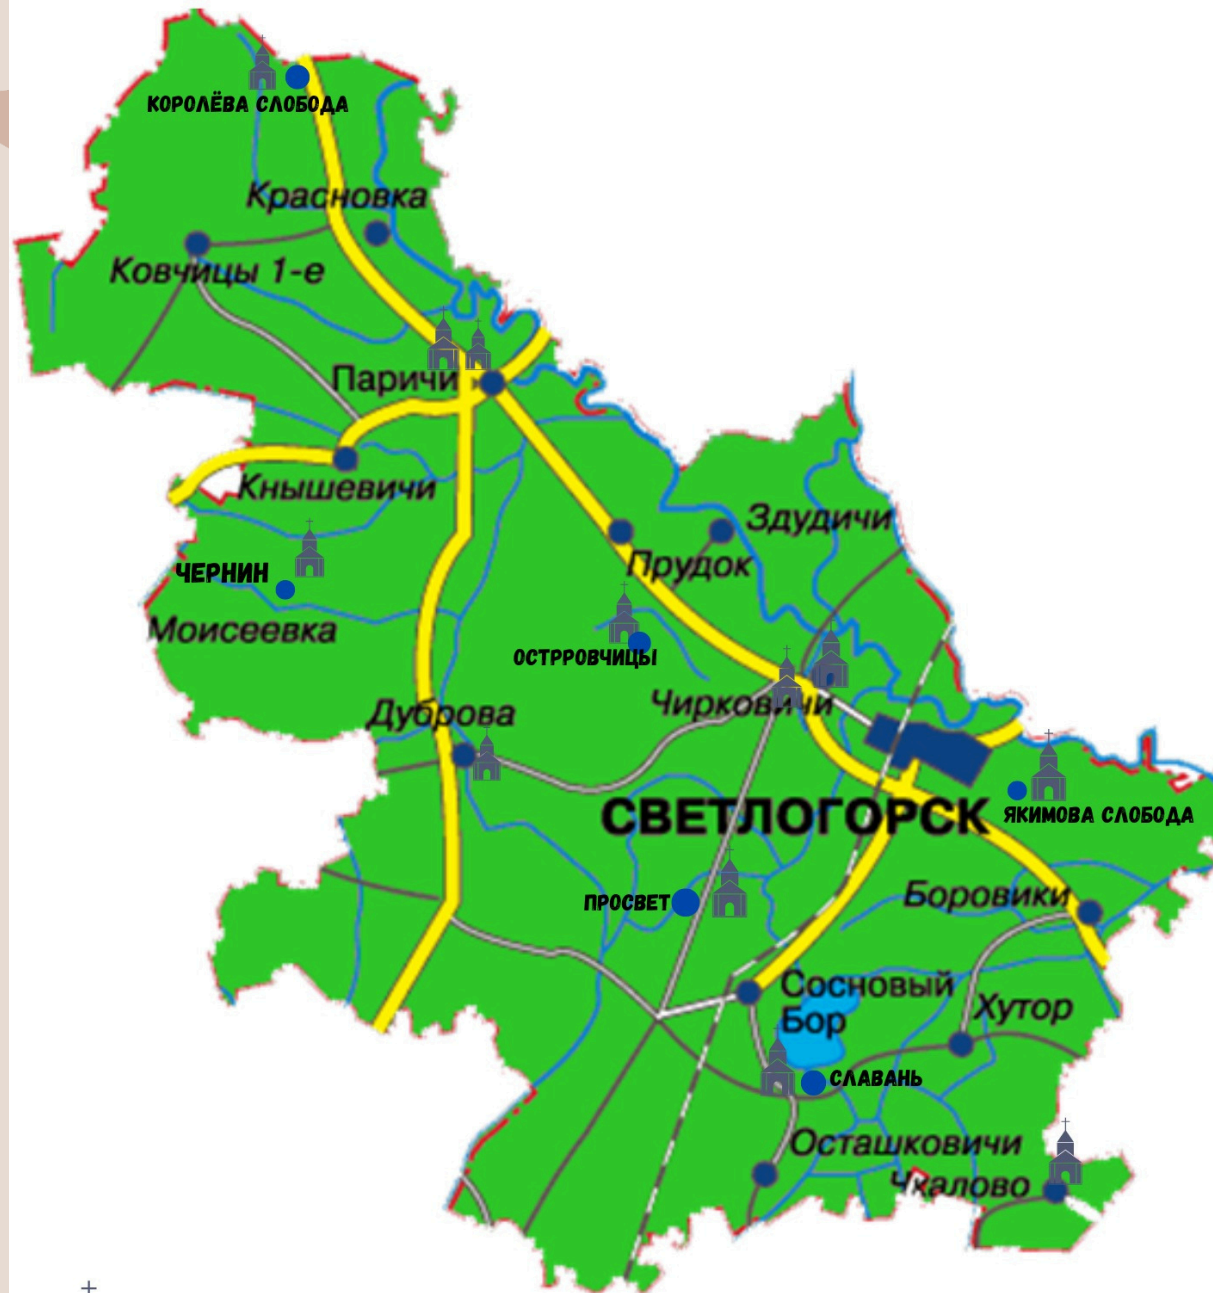 КОРОЛЁВА СЛОБОДА
Красновка
Ковчицы 1-е
Паричи
Кнышевичи
Здудичи
Прудок
ЧЕРНИН
Моисеевка
ОСТРРОВЧИЦЫ
Чирковичи
Дуброва
СВЕТЛОГОРСК
ЯКИМОВА СЛОБОДА
ПРОСВЕТ
Боровики
Сосновый
Бор
Хутор
СЛАВАНЬ
Осташковичи
Чкалово